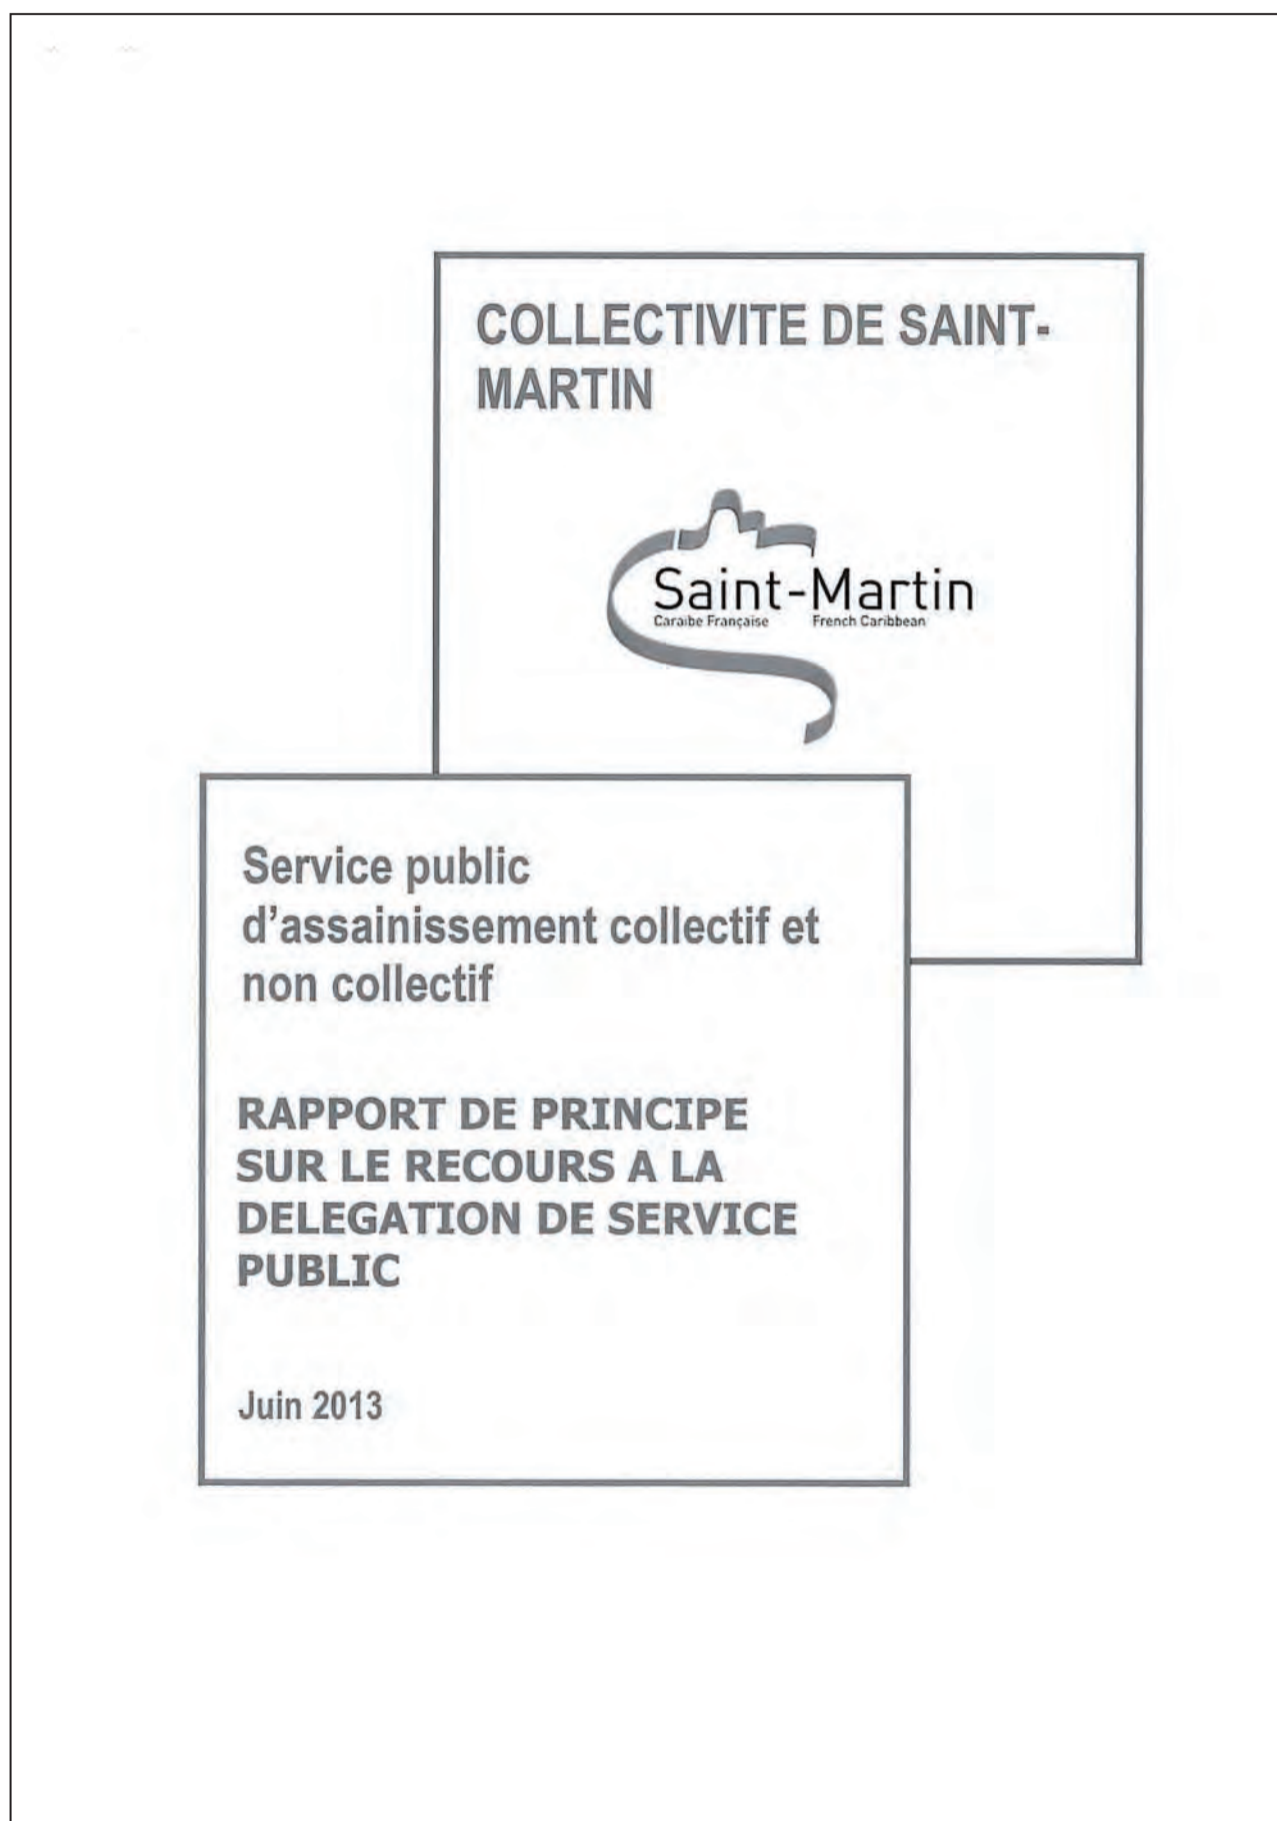 COLLECTIVITE DE SAINT-
MARTIN
Saint-Martin
Caraibe Française French Caribbean
Service public
d'assainissement collectif et
non collectif
RAPPORT DE PRINCIPE
SUR LE RECOURS A LA
DELEGATION DE SERVICE
PUBLIC
Juin 2013